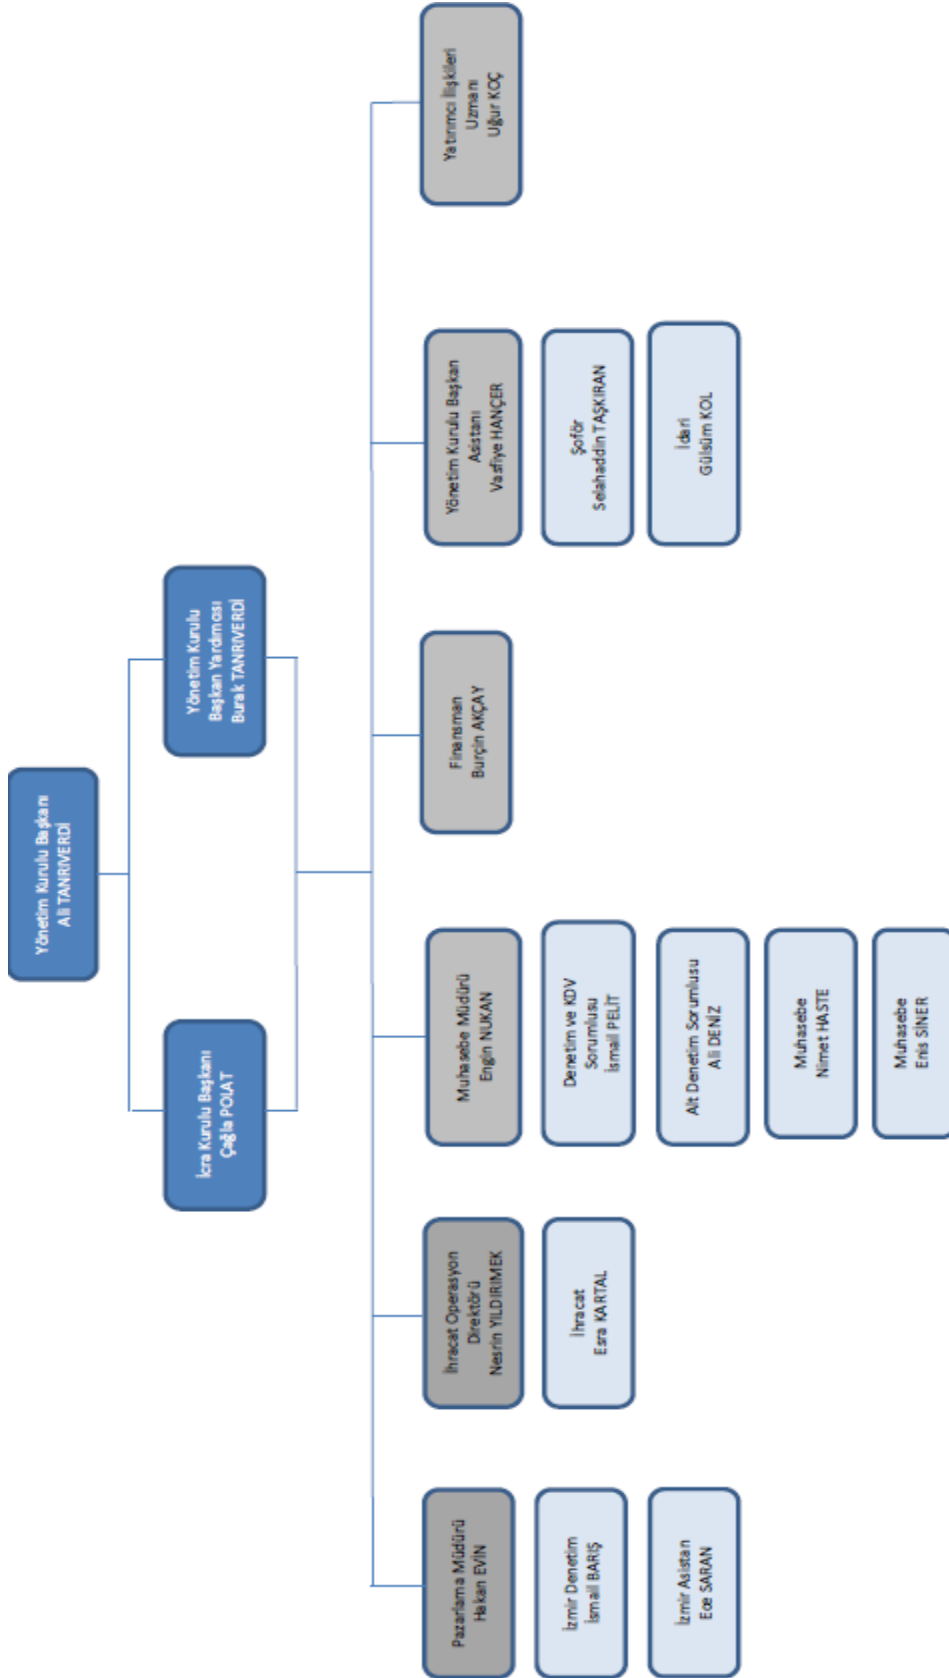 Yönetim Kurulu Başkanı
Ali TANRIVERDİ
İcra Kurulu Başkanı
Çağla POLAT
Yönetim Kurulu
Başkan Yardımcısı
Burak TANRIVERDİ
Pazarlama Müdürü
Hakan EVİN
İzmir Denetim
İsmail BARIŞ
İzmir Asistan
Ece SARAN
İhracat Operasyon
Direktörü
Nesrin YILDIRIMEK
İhracat
Esra KARTAL
Muhasebe Müdürü
Engin NUKAN
Denetim ve KDV
Sorumlusu
İsmail PELİT
Alt Denetim Sorumlusu
Ali DENİZ
Muhasebe
Nimet HASTE
Muhasebe
Enis SİNER
Finansman
Burçin AKÇAY
Yönetim Kurulu Başkan
Asistanı
Vasfiye HANÇER
Şoför
Selahaddin TAŞKIRAN
İdari
Gülsüm KOL
Yatırımcı İlişkileri
Uzmanı
Uğur KOÇ